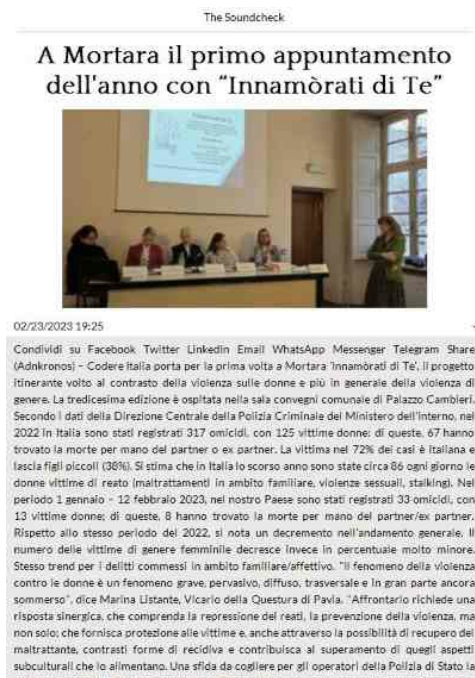 The Soundcheck
A Mortara il primo appuntamento
dell'anno con "Innamòrati di Te"
02/23/2023 19:25
Condividi su Facebook Twitter LinkedIn Email WhatsApp Messenger Telegram Share
(Adnkronos) – Codere Italia porta per la prima volta a Mortara 'Innamòrati di Te', il progetto
itinerante volto al contrasto della violenza sulle donne e più in generale della violenza di
genere. La tredicesima edizione è ospitata nella sala convegni comunale di Palazzo Cambieri.
Secondo i dati della Direzione Centrale della Polizia Criminale del Ministero dell'Interno, nel
2022 in Italia sono stati registrati 317 omicidi, con 125 vittime donne: di queste, 67 hanno
trovato la morte per mano del partner o ex partner. La vittima nel 72% dei casi è italiana e
lascia figli piccoli (38%). Si stima che in Italia lo scorso anno sono state circa 86 ogni giorno le
donne vittime di reato (maltrattamenti in ambito familiare, violenze sessuali, stalking). Nel
periodo 1 gennaio – 12 febbraio 2023, nel nostro Paese sono stati registrati 33 omicidi, con
13 vittime donne; di queste, 8 hanno trovato la morte per mano del partner/ex partner.
Rispetto allo stesso periodo del 2022, si nota un decremento nell'andamento generale. Il
numero delle vittime di genere femminile decresce invece in percentuale molto minore.
Stesso trend per i delitti commessi in ambito familiare/affettivo. "Il fenomeno della violenza
contro le donne è un fenomeno grave, pervasivo, diffuso, trasversale e in gran parte ancora
sommerso", dice Marina Listante, Vicario della Questura di Pavia. "Affrontarlo richiede una
risposta sinergica, che comprenda la repressione dei reati, la prevenzione della violenza, ma
non solo; che fornisca protezione alle vittime e, anche attraverso la possibilità di recupero del
maltrattante, contrasti forme di recidiva e contribuisca al superamento di quegli aspetti
subculturali che lo alimentano. Una sfida da cogliere per gli operatori della Polizia di Stato la